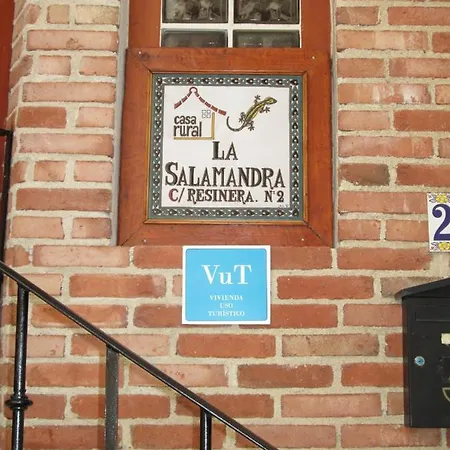 casa
rural
LA
SALAMANDRA
C/ RESINERA. Nº 2
VuT
VIVIENDA
USO
TURÍSTICO
2